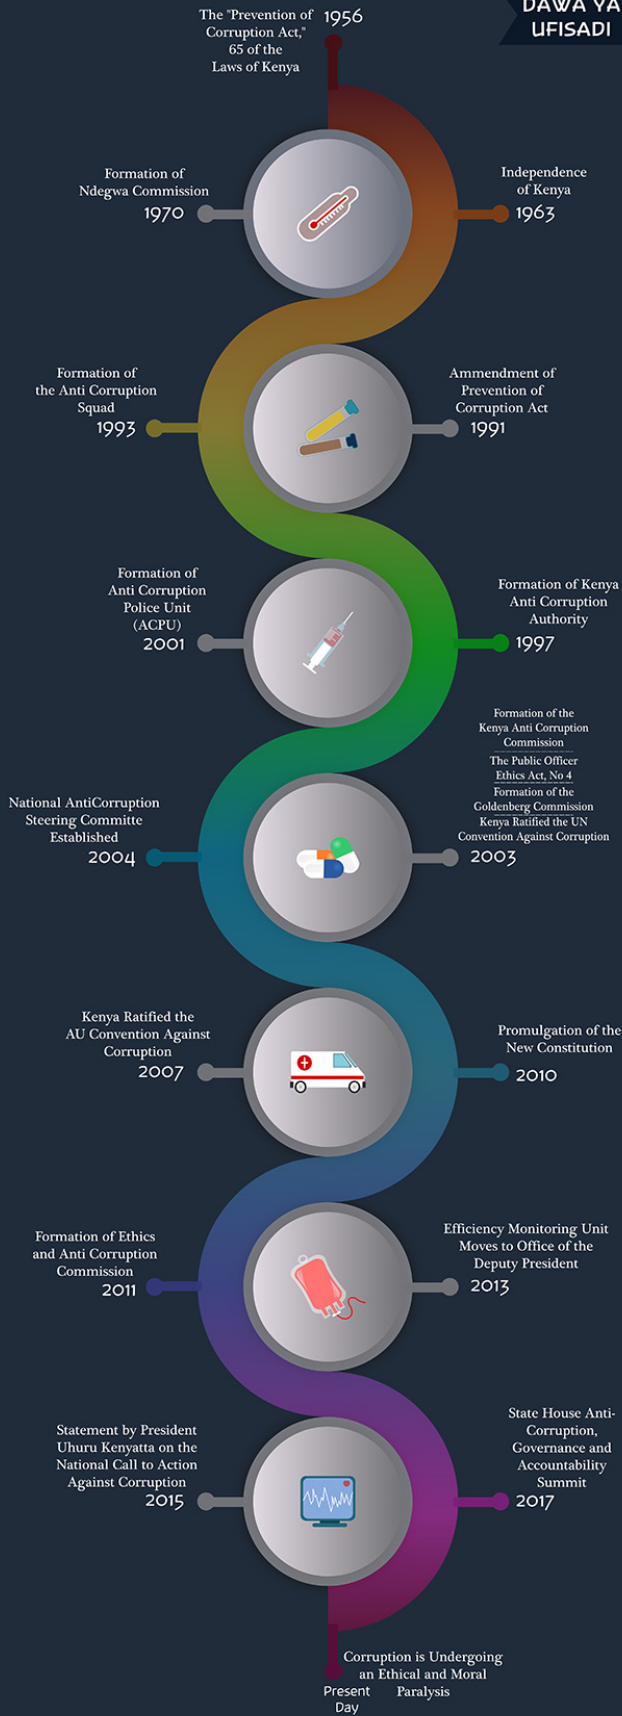 DAWA YA
UFISADI
The "Prevention of
Corruption Act,"
65 of the
Laws of Kenya
1956
Independence
of Kenya
1963
Formation of
Ndegwa Commission
1970
Ammendment of
Prevention of
Corruption Act
1991
Formation of
the Anti Corruption
Squad
1993
Formation of Kenya
Anti Corruption
Authority
1997
Formation of
Anti Corruption
Police Unit
(ACPU)
2001
Formation of the
Kenya Anti Corruption
Commission
The Public Officer
Ethics Act, No 4
Formation of the
Goldenberg Commission
Kenya Ratified the UN
Convention Against Corruption
2003
National AntiCorruption
Steering Committe
Established
2004
Kenya Ratified the
AU Convention Against
Corruption
2007
Promulgation of the
New Constitution
2010
Formation of Ethics
and Anti Corruption
Commission
2011
Efficiency Monitoring Unit
Moves to Office of the
Deputy President
2013
Statement by President
Uhuru Kenyatta on the
National Call to Action
Against Corruption
2015
State House Anti-
Corruption,
Governance and
Accountability
Summit
2017
Corruption is Undergoing
an Ethical and Moral
Paralysis
Present
Day